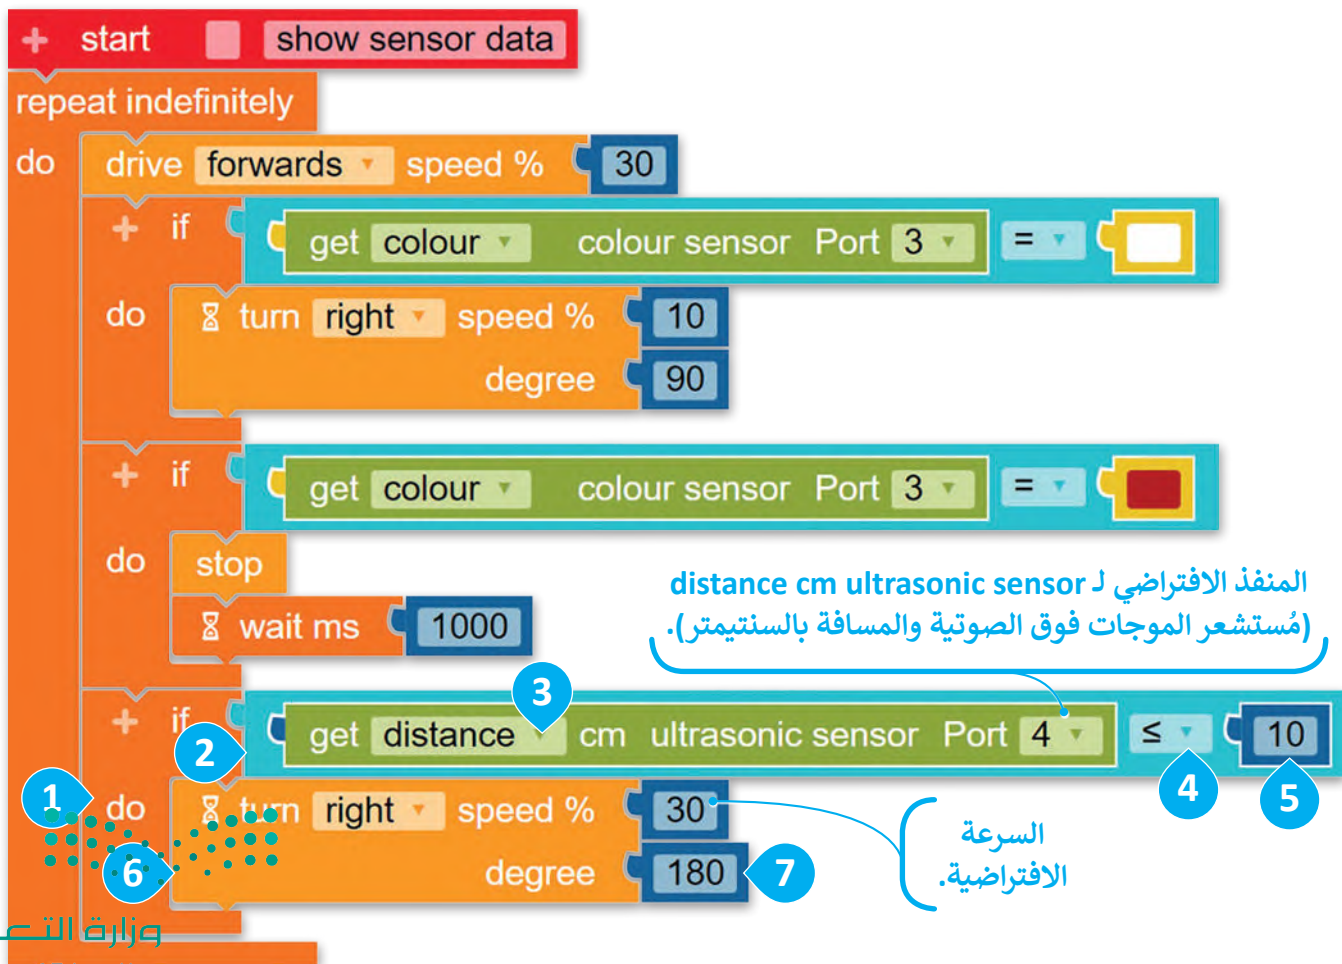 + start show sensor data
repeat indefinitely
do drive forwards speed % 30
+ if get colour colour sensor Port 3 =
do turn right speed % 10
degree 90
+ if get colour colour sensor Port 3 =
do stop
wait ms 1000
المنفذ الافتراضي لـ distance cm ultrasonic sensor
(مُستشعر الموجات فوق الصوتية والمسافة بالسنتيمتر).
3
+ if get distance cm ultrasonic sensor Port 4 ≤ 10
2
4
5
1
do turn right speed % 30
السرعة
الافتراضية.
6
degree 180
7
وزارة التـ